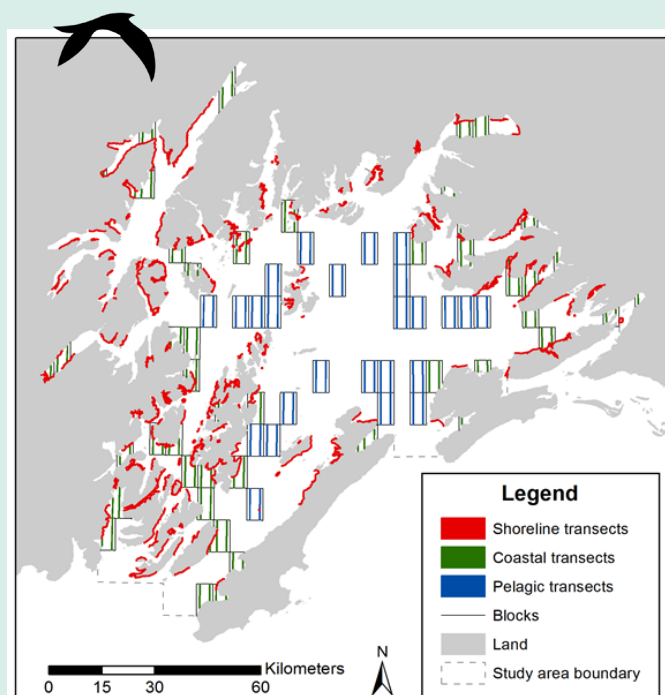 Legend
Shoreline transects
Coastal transects
Pelagic transects
Blocks
Land
Study area boundary
N
Kilometers
0 15 30 60